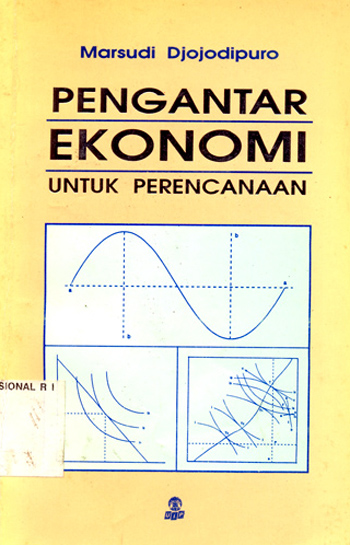 Marsudi Djojodipuro
PENGANTAR
EKONOMI
UNTUK PERENCANAAN
b
a
a
b
SIONAL R I